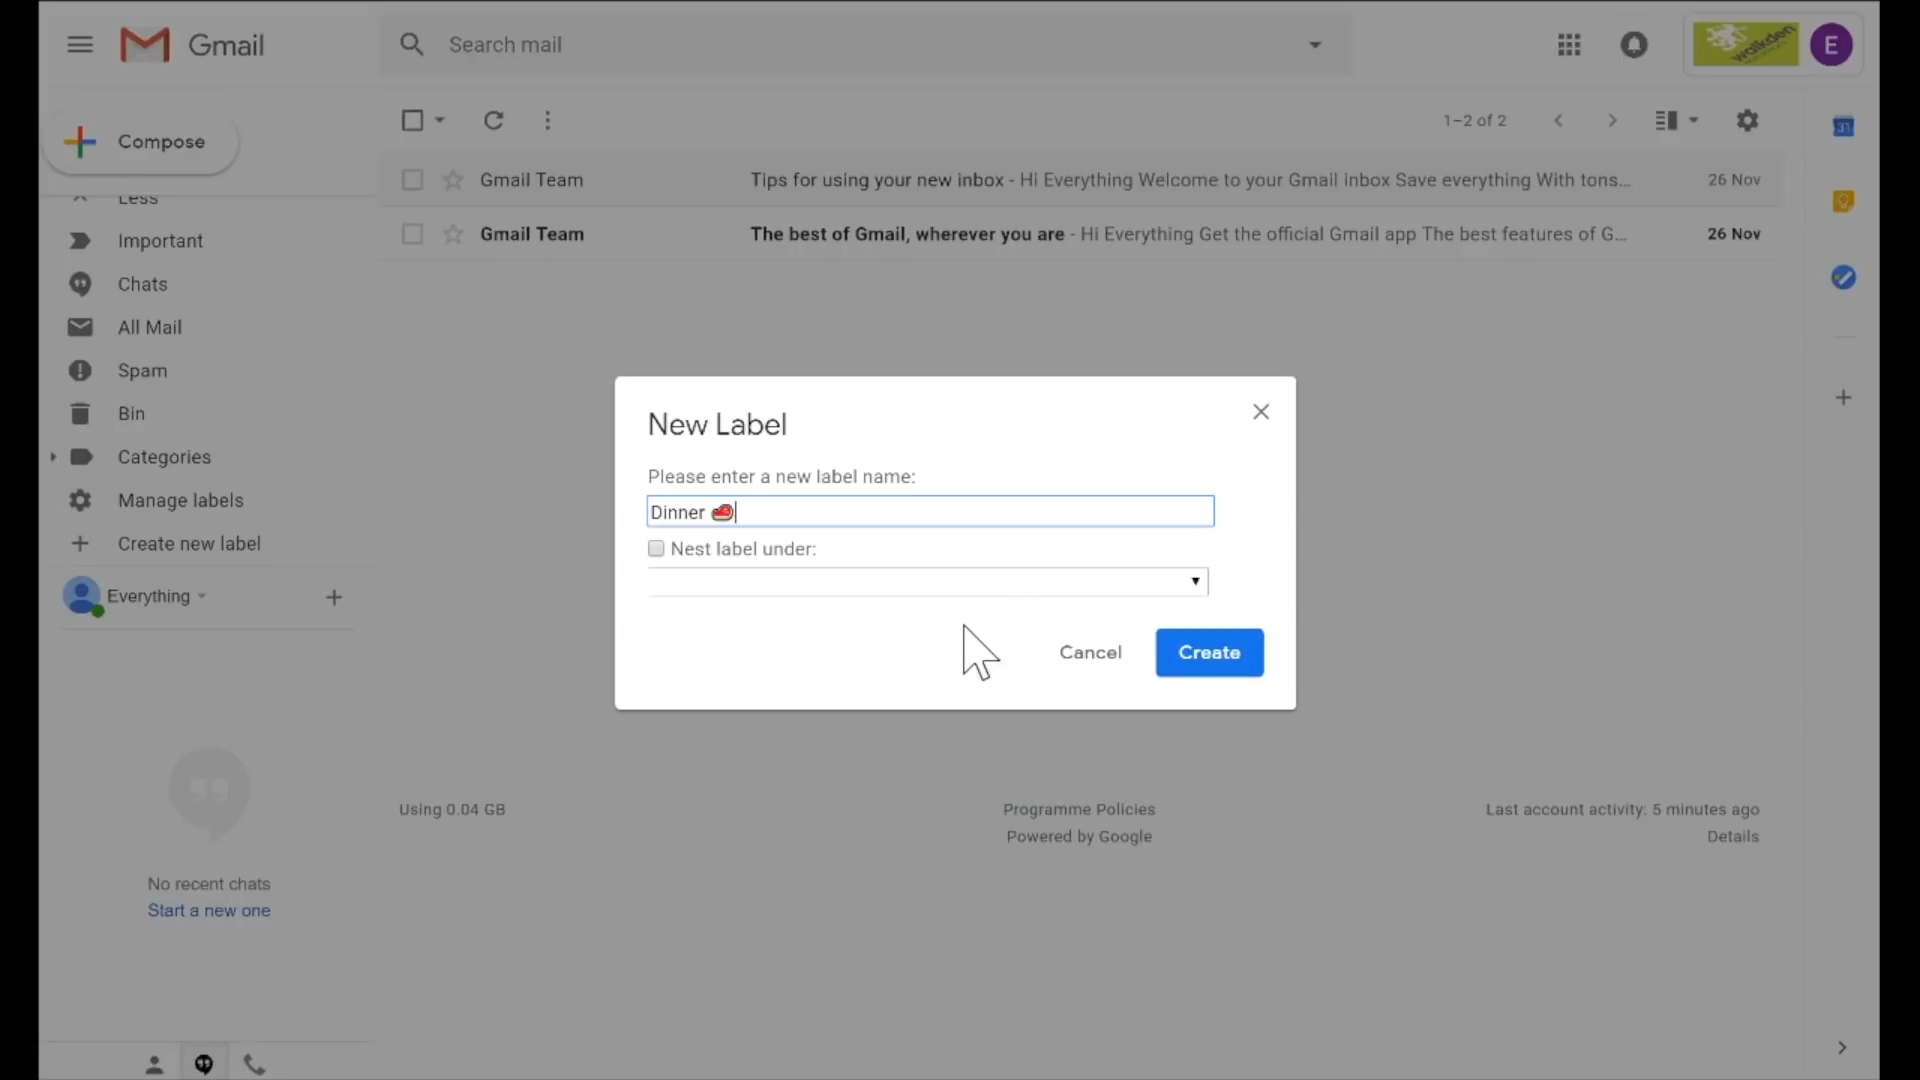 Gmail
Search mail
walkden
E
Compose
1–2 of 2
31
Gmail Team Tips for using your new inbox - Hi Everything Welcome to your Gmail inbox Save everything With tons... 26 Nov
Gmail Team The best of Gmail, wherever you are - Hi Everything Get the official Gmail app The best features of G... 26 Nov
Less
Important
Chats
All Mail
Spam
Bin
Categories
Manage labels
Create new label
Everything
New Label
Please enter a new label name:
Dinner 🥩
Nest label under:
Cancel Create
Using 0.04 GB
Programme Policies
Powered by Google
Last account activity: 5 minutes ago
Details
No recent chats
Start a new one